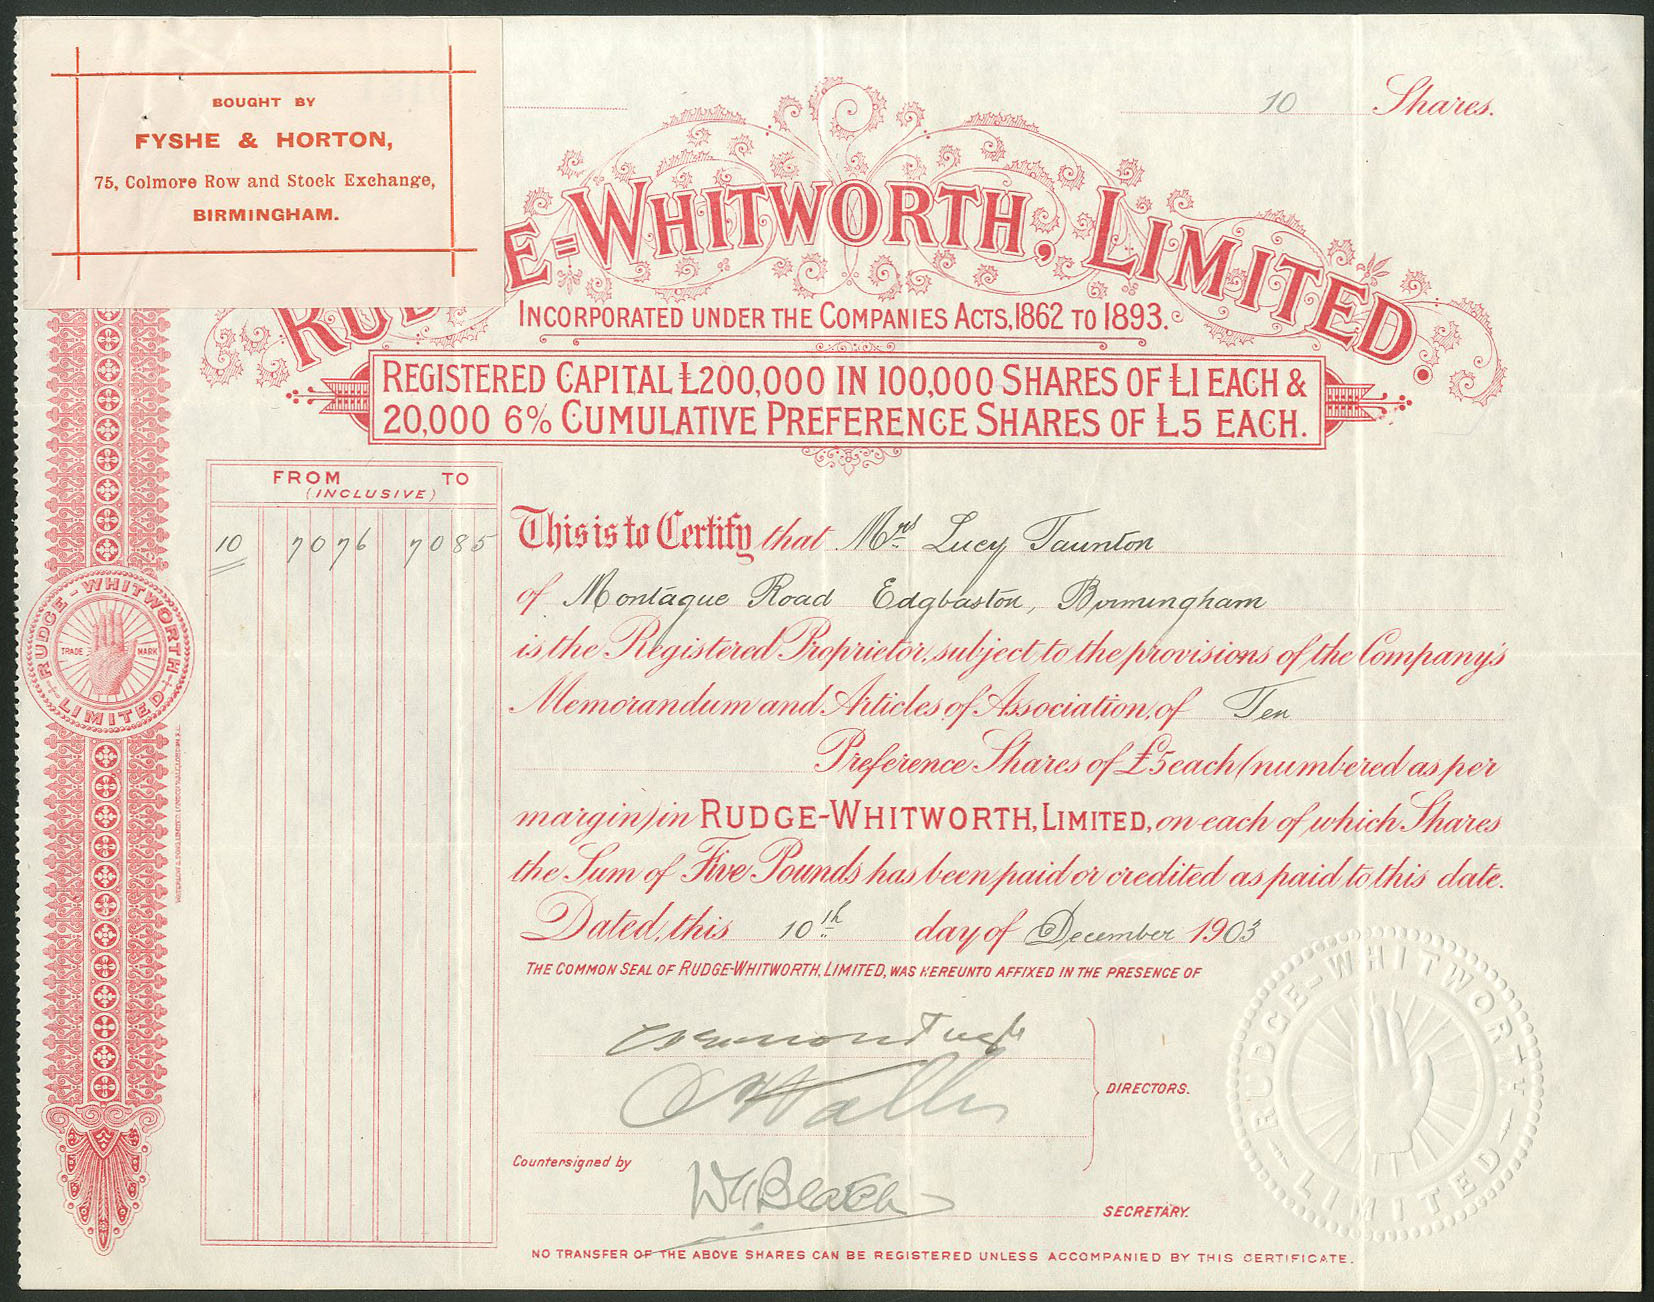 BOUGHT BY
FYSHE & HORTON,
75, Colmore Row and Stock Exchange,
BIRMINGHAM.
10 Shares.
RUDGE=WHITWORTH, LIMITED.
INCORPORATED UNDER THE COMPANIES ACTS, 1862 TO 1893.
REGISTERED CAPITAL £200,000 IN 100,000 SHARES OF £1 EACH &
20,000 6% CUMULATIVE PREFERENCE SHARES OF £5 EACH.
FROM TO
(INCLUSIVE)
10 7076 7085
This is to Certify that Mrs Lucy Taunton
of Montague Road Edgbaston, Birmingham
is the Registered Proprietor, subject to the provisions of the Company's
Memorandum and Articles of Association, of Ten
Preference Shares of £5 each (numbered as per
margin) in RUDGE-WHITWORTH, LIMITED, on each of which Shares
the Sum of Five Pounds has been paid or credited as paid to this date.
Dated, this 10th day of December 1903
THE COMMON SEAL OF RUDGE-WHITWORTH, LIMITED, WAS HEREUNTO AFFIXED IN THE PRESENCE OF
DIRECTORS.
Countersigned by
SECRETARY.
NO TRANSFER OF THE ABOVE SHARES CAN BE REGISTERED UNLESS ACCOMPANIED BY THIS CERTIFICATE.
RUDGE-WHITWORTH LIMITED
TRADE MARK
RUDGE-WHITWORTH LIMITED